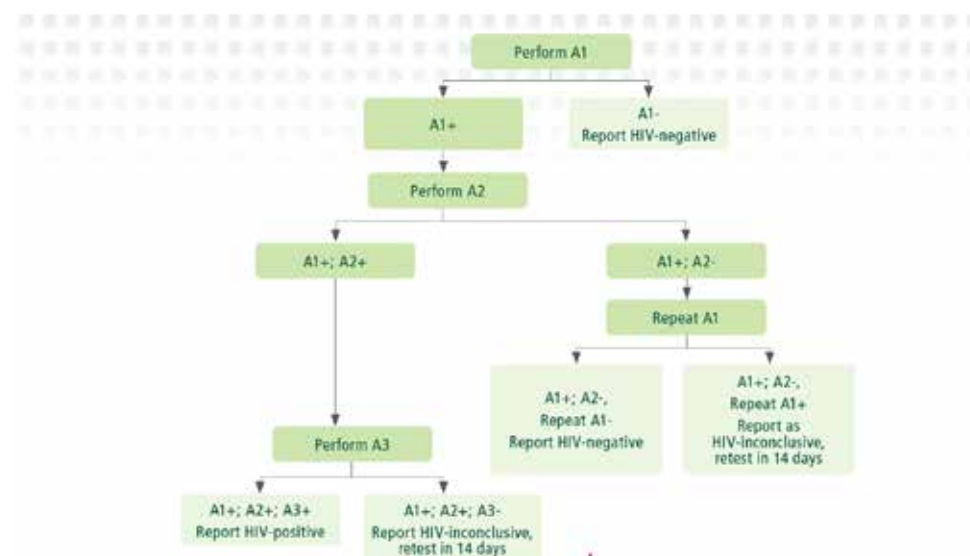 Perform A1
A1+
A1-
Report HIV-negative
Perform A2
A1+; A2+
A1+; A2-
Repeat A1
A1+; A2-,
Repeat A1-
Report HIV-negative
A1+; A2-,
Repeat A1+
Report as
HIV-inconclusive,
retest in 14 days
Perform A3
A1+; A2+; A3+
Report HIV-positive
A1+; A2+; A3-
Report HIV-inconclusive,
retest in 14 days